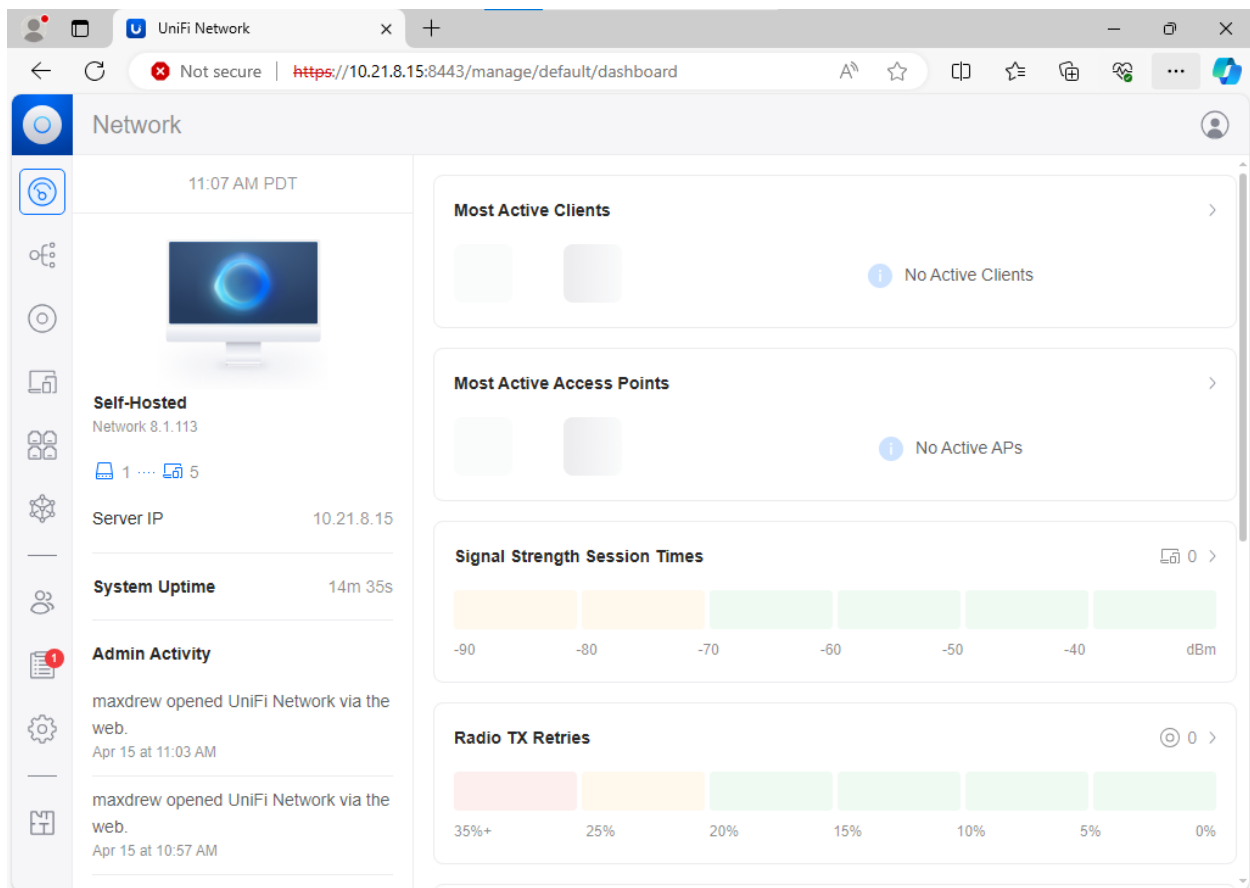 UniFi Network
Not secure
https://10.21.8.15:8443/manage/default/dashboard
Network
11:07 AM PDT
Self-Hosted
Network 8.1.113
1 5
Server IP 10.21.8.15
System Uptime 14m 35s
Admin Activity
maxdrew opened UniFi Network via the
web.
Apr 15 at 11:03 AM
maxdrew opened UniFi Network via the
web.
Apr 15 at 10:57 AM
1
Most Active Clients
No Active Clients
Most Active Access Points
No Active APs
Signal Strength Session Times 0
-90 -80 -70 -60 -50 -40 dBm
Radio TX Retries 0
35%+ 25% 20% 15% 10% 5% 0%